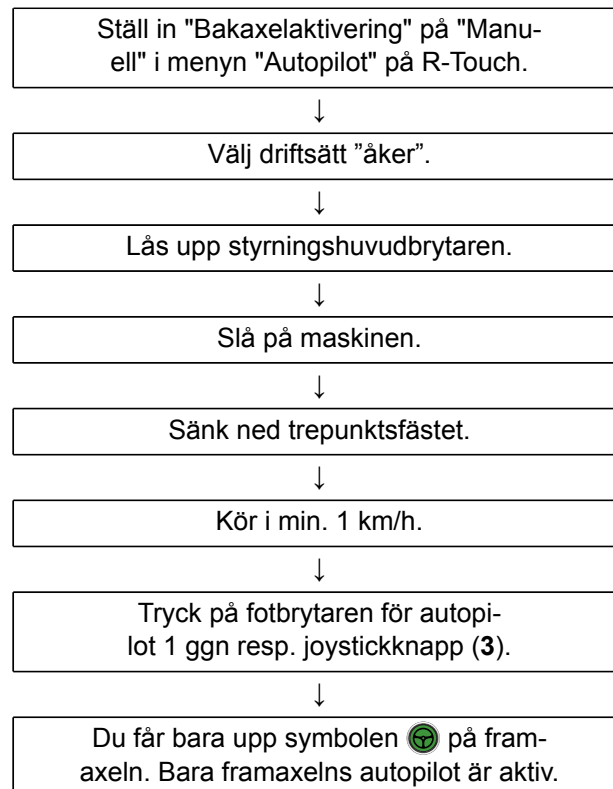 Ställ in "Bakaxelaktivering" på "Manu-
ell" i menyn "Autopilot" på R-Touch.
↓
Välj driftsätt ”åker”.
↓
Lås upp styrningshuvudbrytaren.
↓
Slå på maskinen.
↓
Sänk ned trepunktsfästet.
↓
Kör i min. 1 km/h.
↓
Tryck på fotbrytaren för autopi-
lot 1 ggn resp. joystickknapp (3).
↓
Du får bara upp symbolen på fram-
axeln. Bara framaxelns autopilot är aktiv.